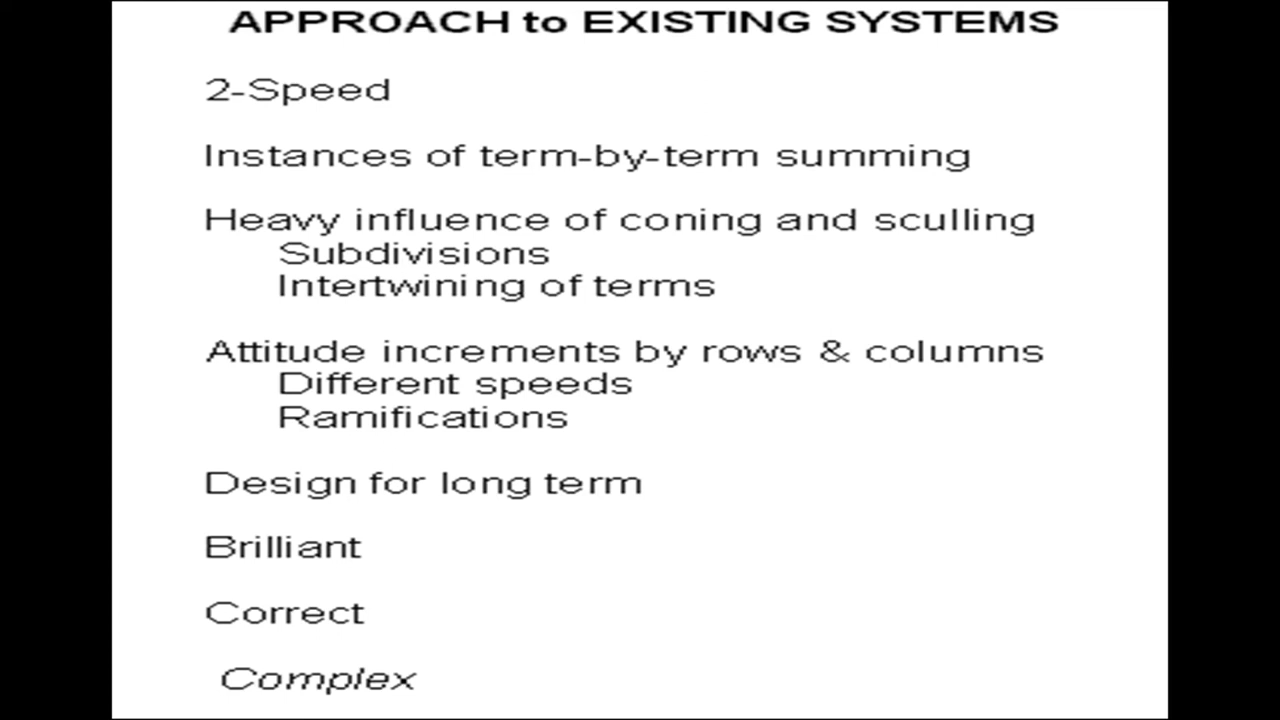 APPROACH to EXISTING SYSTEMS
2-Speed
Instances of term-by-term summing
Heavy influence of coning and sculling
Subdivisions
Intertwining of terms
Attitude increments by rows & columns
Different speeds
Ramifications
Design for long term
Brilliant
Correct
Complex